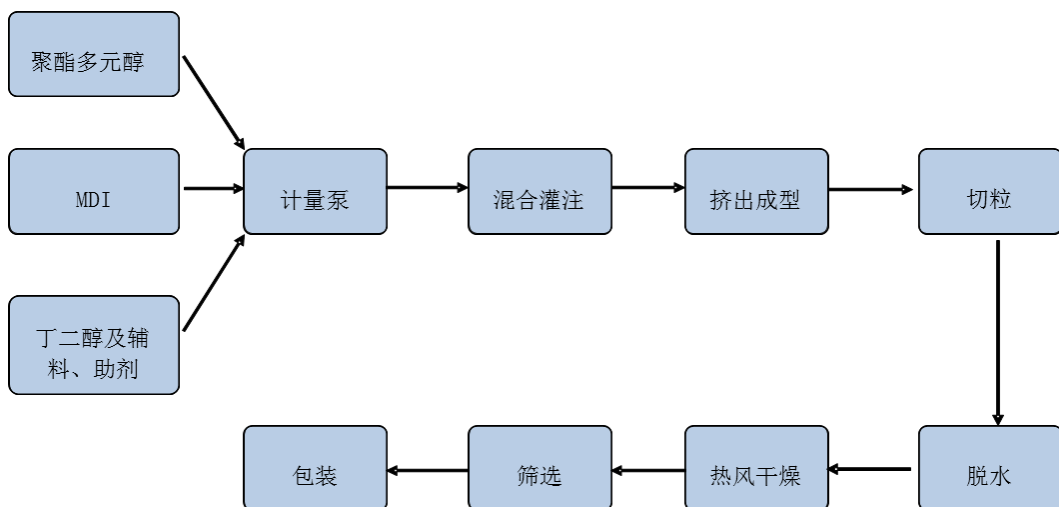 聚酯多元醇
MDI
计量泵
混合灌注
挤出成型
切粒
丁二醇及辅
料、助剂
包装
筛选
热风干燥
脱水